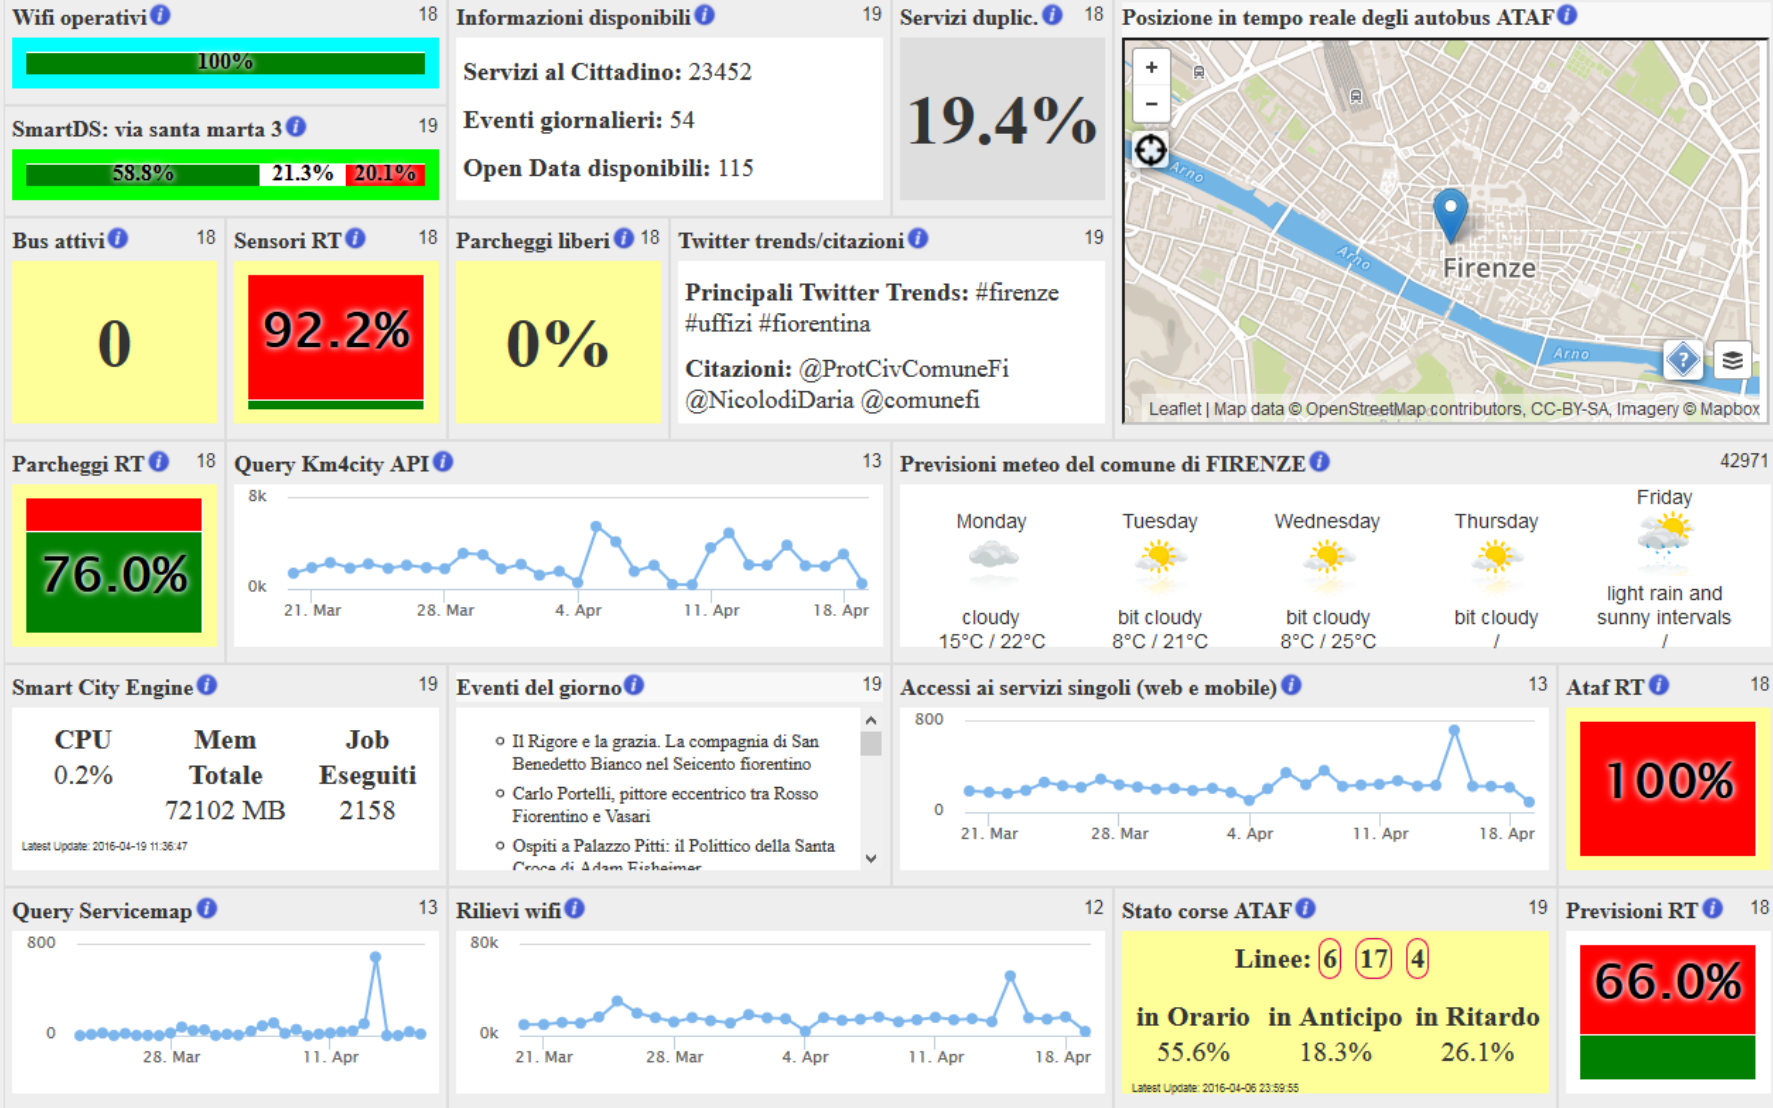 Wifi operativi 18
100%
SmartDS: via santa marta 3 19
58.8% 21.3% 20.1%
Informazioni disponibili 19
Servizi al Cittadino: 23452
Eventi giornalieri: 54
Open Data disponibili: 115
Servizi duplic. 18
19.4%
Posizione in tempo reale degli autobus ATAF
+
−
Arno
Arno
Firenze
Arno
Leaflet | Map data © OpenStreetMap contributors, CC-BY-SA, Imagery © Mapbox
Bus attivi 18
0
Sensori RT 18
92.2%
Parcheggi liberi 18
0%
Twitter trends/citazioni 19
Principali Twitter Trends: #firenze
#uffizi #fiorentina
Citazioni: @ProtCivComuneFi
@NicolodiDaria @comunefi
Parcheggi RT 18
76.0%
Query Km4city API 13
8k
0k
21. Mar 28. Mar 4. Apr 11. Apr 18. Apr
Previsioni meteo del comune di FIRENZE 42971
Monday Tuesday Wednesday Thursday Friday
cloudy bit cloudy bit cloudy bit cloudy light rain and
sunny intervals
15°C / 22°C 8°C / 21°C 8°C / 25°C / /
Smart City Engine 19
CPU Mem Job
0.2% Totale Eseguiti
72102 MB 2158
Latest Update: 2016-04-19 11:36:47
Eventi del giorno 19
Il Rigore e la grazia. La compagnia di San
Benedetto Bianco nel Seicento fiorentino
Carlo Portelli, pittore eccentrico tra Rosso
Fiorentino e Vasari
Ospiti a Palazzo Pitti: il Polittico della Santa
Croce di Adam Elsheimer
Accessi ai servizi singoli (web e mobile) 13
800
0
21. Mar 28. Mar 4. Apr 11. Apr 18. Apr
Ataf RT 18
100%
Query Servicemap 13
800
0
28. Mar 11. Apr
Rilievi wifi 12
80k
0k
21. Mar 28. Mar 4. Apr 11. Apr 18. Apr
Stato corse ATAF 19
Linee: 6 17 4
in Orario in Anticipo in Ritardo
55.6% 18.3% 26.1%
Latest Update: 2016-04-06 23:59:55
Previsioni RT 18
66.0%